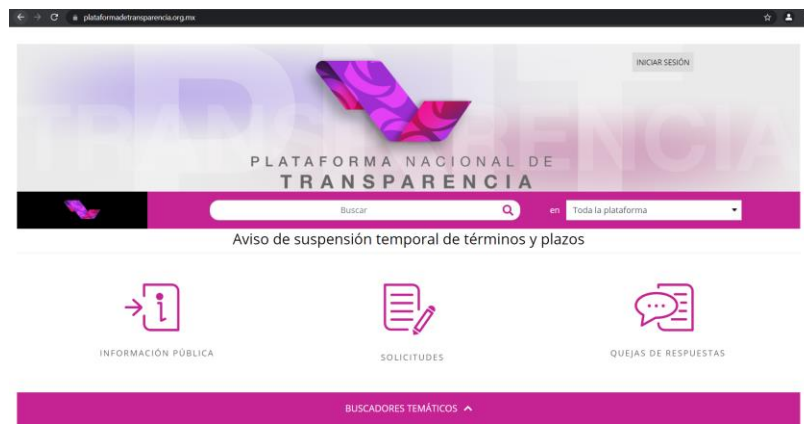 plataformadetransparencia.org.mx
PNT
TRANSPARENCIA
INICIAR SESIÓN
PLATAFORMA NACIONAL DE
TRANSPARENCIA
Buscar
en Toda la plataforma
Aviso de suspensión temporal de términos y plazos
INFORMACIÓN PÚBLICA
SOLICITUDES
QUEJAS DE RESPUESTAS
BUSCADORES TEMÁTICOS